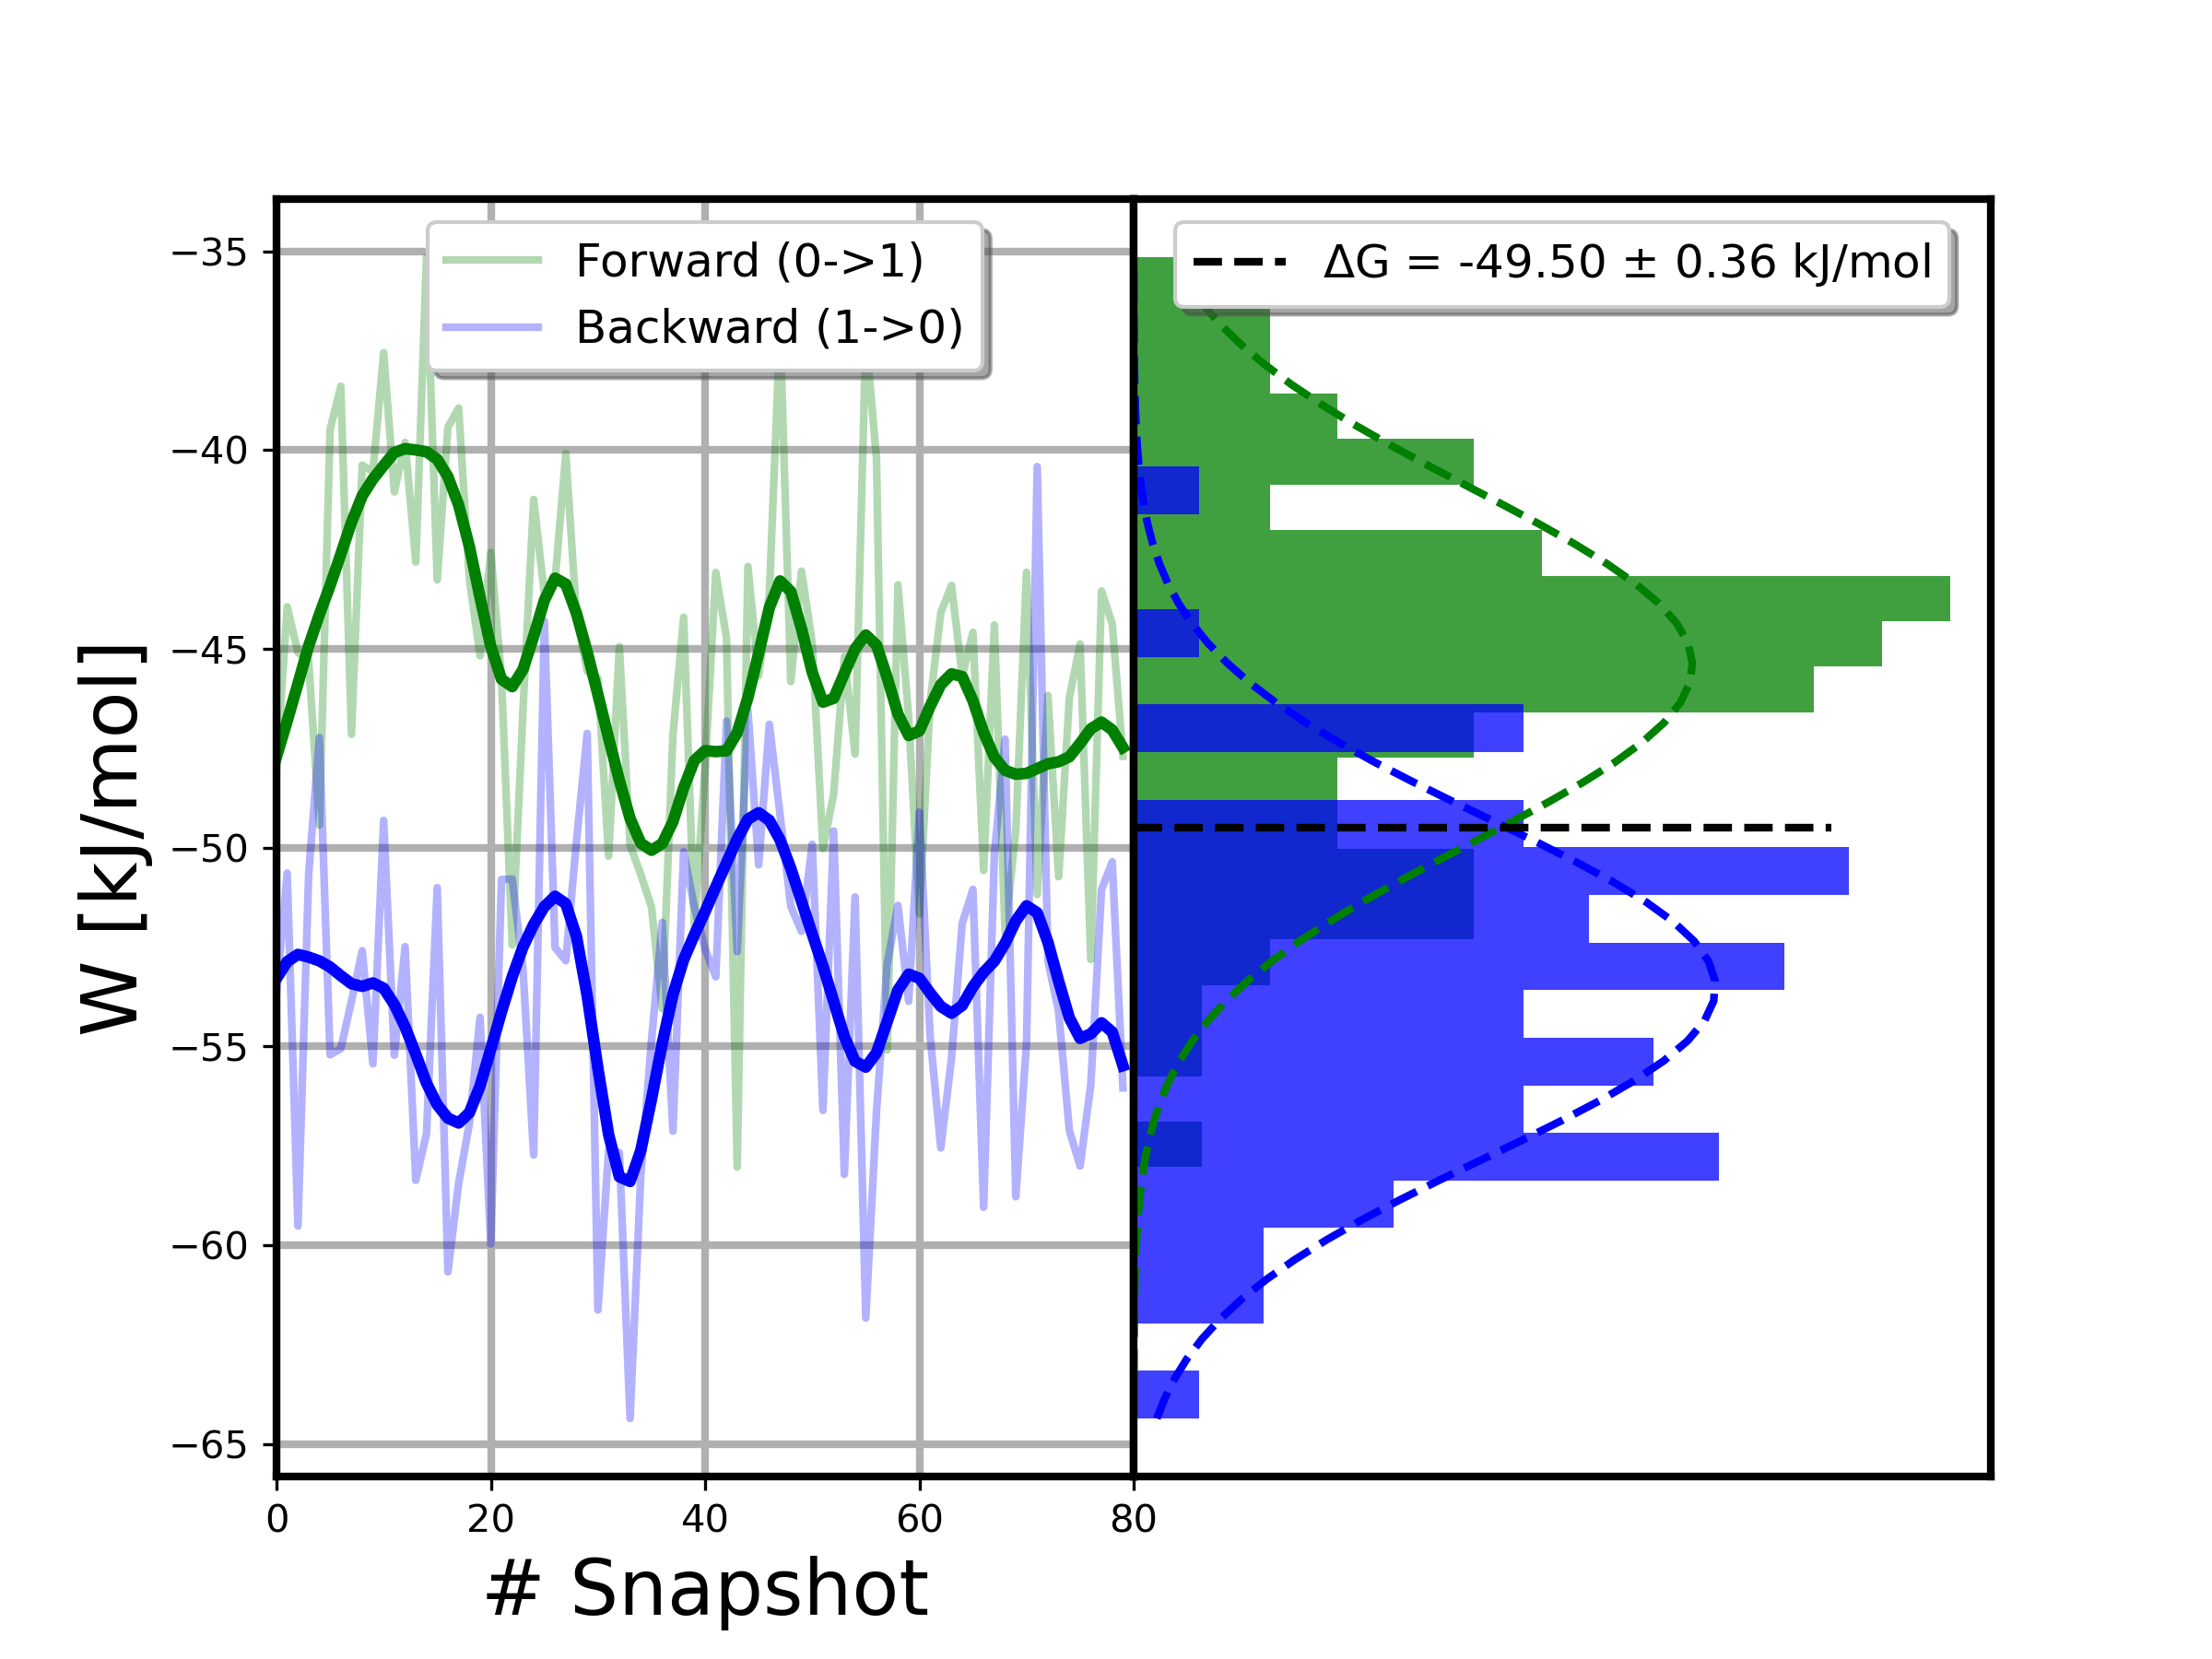 Forward (0->1)
Backward (1->0)
ΔG = -49.50 ± 0.36 kJ/mol
W [kJ/mol]
−35
−40
−45
−50
−55
−60
−65
0 20 40 60 80
# Snapshot